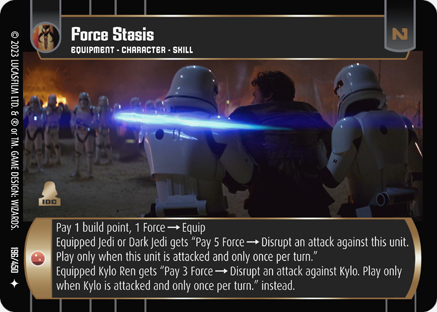 Force Stasis
EQUIPMENT - CHARACTER - SKILL
N
Pay 1 build point, 1 Force → Equip
Equipped Jedi or Dark Jedi gets “Pay 5 Force → Disrupt an attack against this unit.
Play only when this unit is attacked and only once per turn.”
Equipped Kylo Ren gets “Pay 3 Force → Disrupt an attack against Kylo. Play only
when Kylo is attacked and only once per turn.” instead.
© 2023 LUCASFILM LTD. & ® or TM. GAME DESIGN: WIZARDS.